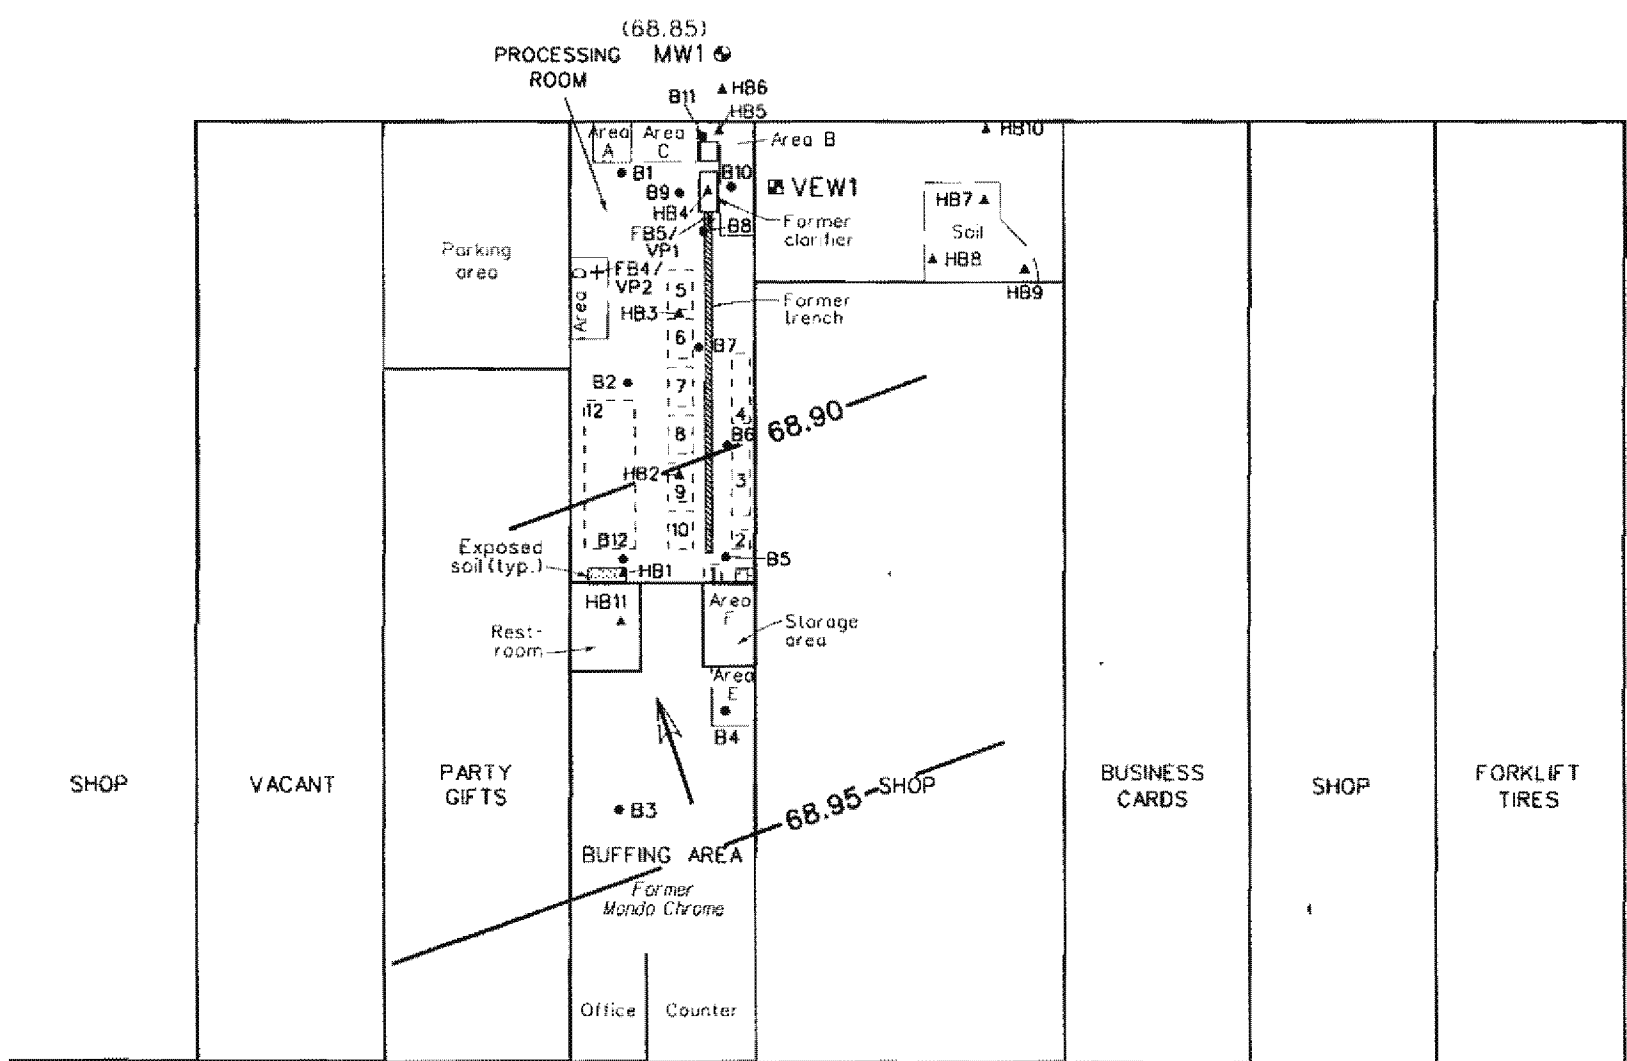 (68.85)
MW1
PROCESSING
ROOM
HB6
B11
HB5
Area
A
Area
C
Area B
HB10
B1
B10
B9
VEW1
HB4
HB7
Former
clarifier
FB5/
VP1
B8
Soil
Parking
area
HB8
Area D
FB4/
VP2
HB9
5
Former
trench
HB3
6
B7
B2
7
12
4
68.90
8
B6
HB2
9
3
10
B12
2
Exposed
soil (typ.)
B5
HB1
1
HB11
Area
F
Rest-
room
Storage
area
Area
E
B4
SHOP
VACANT
PARTY
GIFTS
B3
68.95
SHOP
BUSINESS
CARDS
SHOP
FORKLIFT
TIRES
BUFFING AREA
Former
Mondo Chrome
Office
Counter